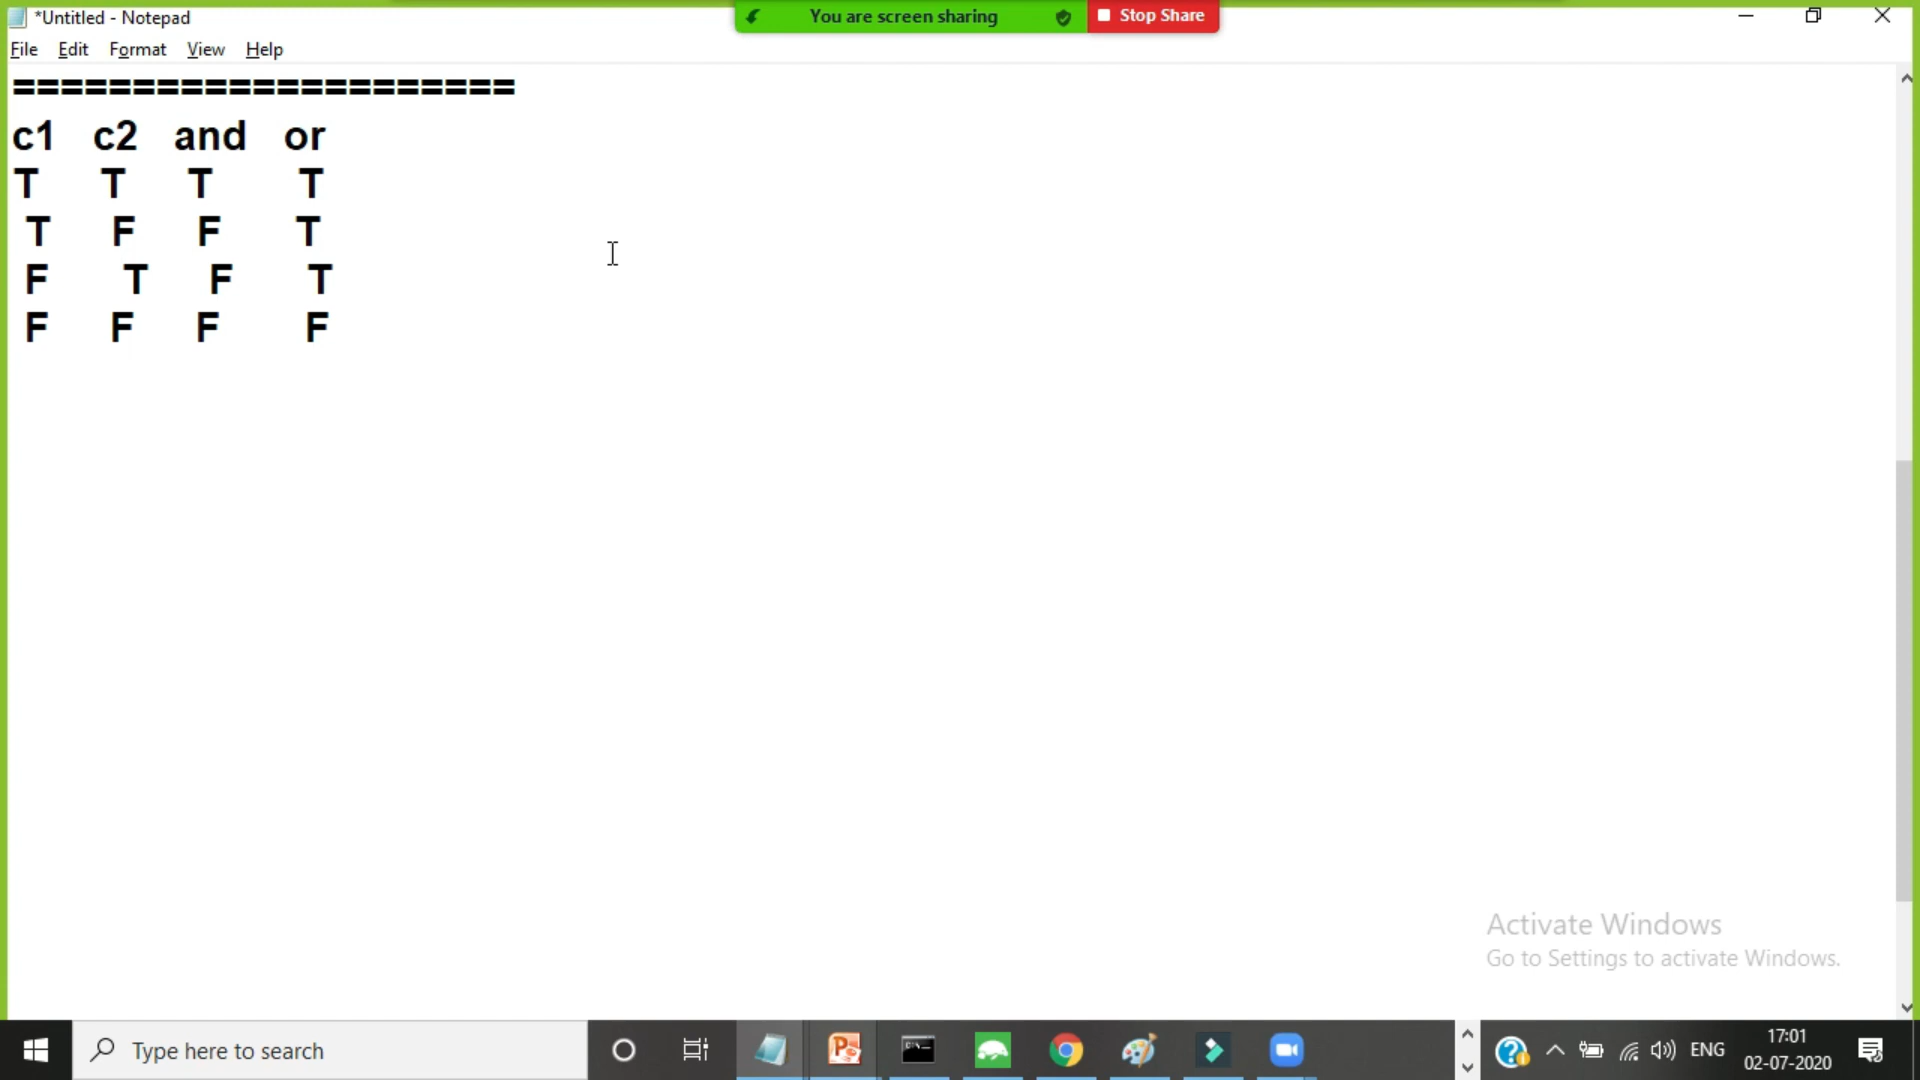 *Untitled - Notepad
You are screen sharing
Stop Share
File Edit Format View Help
=====================
c1 c2 and or
T T T T
T F F T
F T F T
F F F F
Activate Windows
Go to Settings to activate Windows.
Type here to search
ENG
17:01
02-07-2020